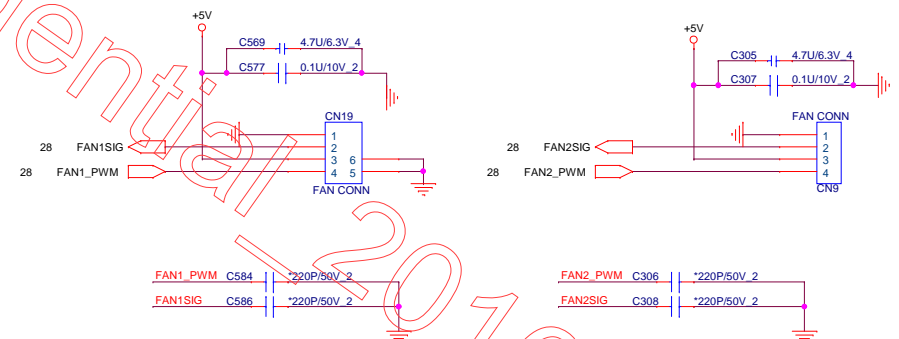 +5V
C569 4.7U/6.3V_4
C577 0.1U/10V_2
CN19
1
28 FAN1SIG 2
3 6
28 FAN1_PWM 4 5
FAN CONN
+5V
C305 4.7U/6.3V_4
C307 0.1U/10V_2
FAN CONN
1
28 FAN2SIG 2
3
28 FAN2_PWM 4
CN9
FAN1_PWM C584 *220P/50V_2
FAN1SIG C586 *220P/50V_2
FAN2_PWM C306 *220P/50V_2
FAN2SIG C308 *220P/50V_2
ential